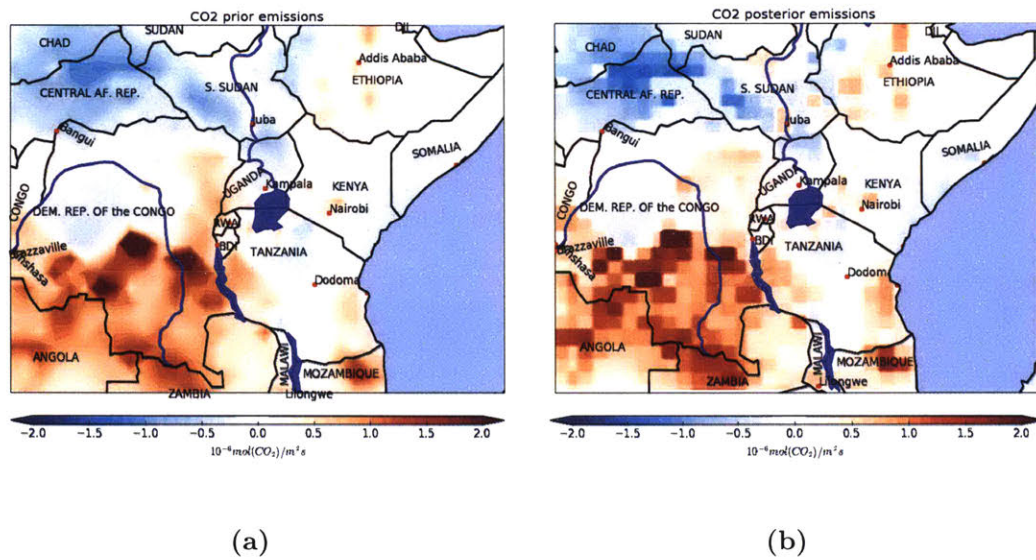 CO2 prior emissions
SUDAN
CHAD
Addis Ababa
ETHIOPIA
S. SUDAN
CENTRAL AF. REP.
Juba
Bangui
SOMALIA
UGANDA
Kampala
KENYA
CONGO
DEM. REP. OF the CONGO
Nairobi
RWA
BDI
TANZANIA
Dodoma
ANGOLA
MALAWI
MOZAMBIQUE
ZAMBIA
Lilongwe
−2.0 −1.5 −1.0 −0.5 0.0 0.5 1.0 1.5 2.0
10⁻⁶mol(CO₂)/m²s
(a)
CO2 posterior emissions
SUDAN
CHAD
Addis Ababa
ETHIOPIA
S. SUDAN
CENTRAL AF. REP.
Juba
Bangui
SOMALIA
UGANDA
Kampala
KENYA
CONGO
DEM. REP. OF the CONGO
Nairobi
RWA
BDI
TANZANIA
Dodoma
ANGOLA
MALAWI
MOZAMBIQUE
ZAMBIA
Lilongwe
−2.0 −1.5 −1.0 −0.5 0.0 0.5 1.0 1.5 2.0
10⁻⁶mol(CO₂)/m²s
(b)